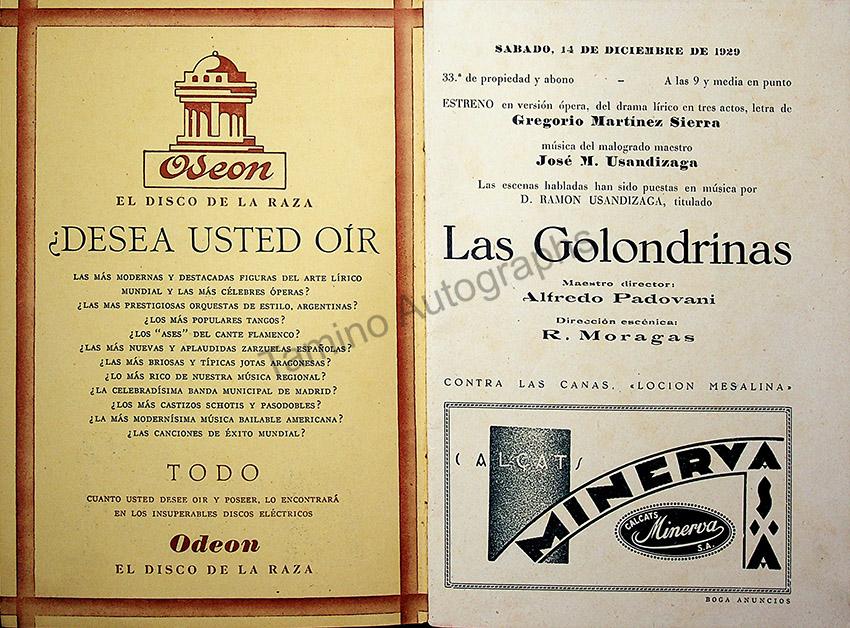 Odeon
EL DISCO DE LA RAZA
¿DESEA USTED OÍR
LAS MÁS MODERNAS Y DESTACADAS FIGURAS DEL ARTE LÍRICO
MUNDIAL Y LAS MÁS CÉLEBRES ÓPERAS?
¿LAS MAS PRESTIGIOSAS ORQUESTAS DE ESTILO, ARGENTINAS?
¿LOS MÁS POPULARES TANGOS?
¿LOS "ASES" DEL CANTE FLAMENCO?
¿LAS MÁS NUEVAS Y APLAUDIDAS ZARZUELAS ESPAÑOLAS?
¿LAS MÁS BRIOSAS Y TÍPICAS JOTAS ARAGONESAS?
¿LO MÁS RICO DE NUESTRA MÚSICA REGIONAL?
¿LA CELEBRADÍSIMA BANDA MUNICIPAL DE MADRID?
¿LOS MÁS CASTIZOS SCHOTIS Y PASODOBLES?
¿LA MÁS MODERNÍSIMA MÚSICA BAILABLE AMERICANA?
¿LAS CANCIONES DE ÉXITO MUNDIAL?
TODO
CUANTO USTED DESEE OIR Y POSEER, LO ENCONTRARÁ
EN LOS INSUPERABLES DISCOS ELÉCTRICOS
Odeon
EL DISCO DE LA RAZA
SABADO, 14 DE DICIEMBRE DE 1929
33.ª de propiedad y abono – A las 9 y media en punto
ESTRENO en versión ópera, del drama lírico en tres actos, letra de
Gregorio Martínez Sierra
música del malogrado maestro
José M. Usandizaga
Las escenas habladas han sido puestas en música por
D. RAMON USANDIZAGA, titulado
Las Golondrinas
Maestro director:
Alfredo Padovani
Dirección escénica:
R. Moragas
CONTRA LAS CANAS, «LOCION MESALINA»
CALÇATS
MINERVA
S.A.
CALÇATS
Minerva
S.A.
BOGA ANUNCIOS
Tamino Autographs